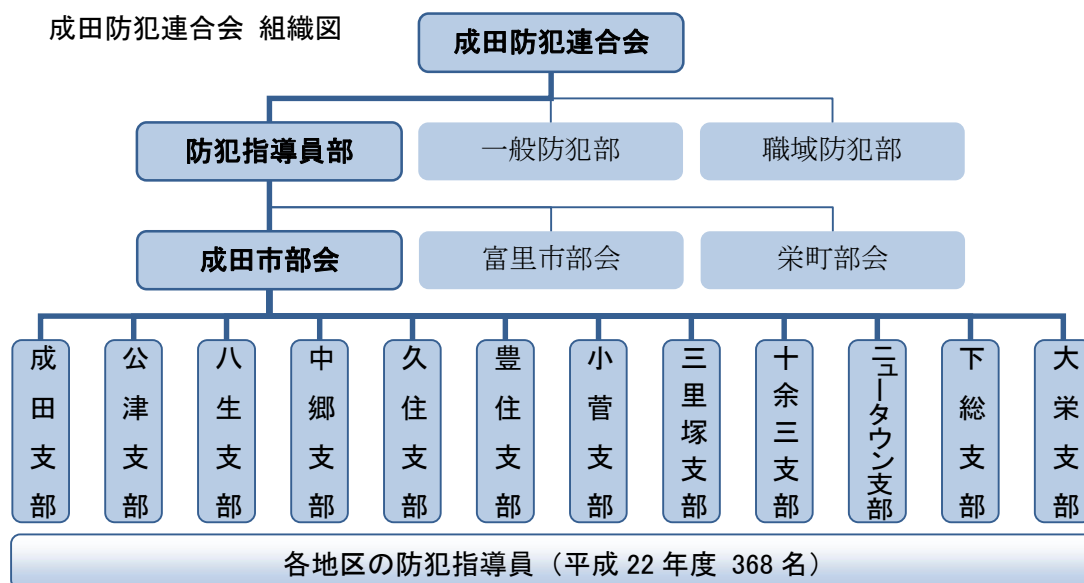 成田防犯連合会 組織図
成田防犯連合会
防犯指導員部
一般防犯部
職域防犯部
成田市部会
富里市部会
栄町部会
成田支部
公津支部
八生支部
中郷支部
久住支部
豊住支部
小菅支部
三里塚支部
十余三支部
ニュータウン支部
下総支部
大栄支部
各地区の防犯指導員（平成 22 年度 368 名）